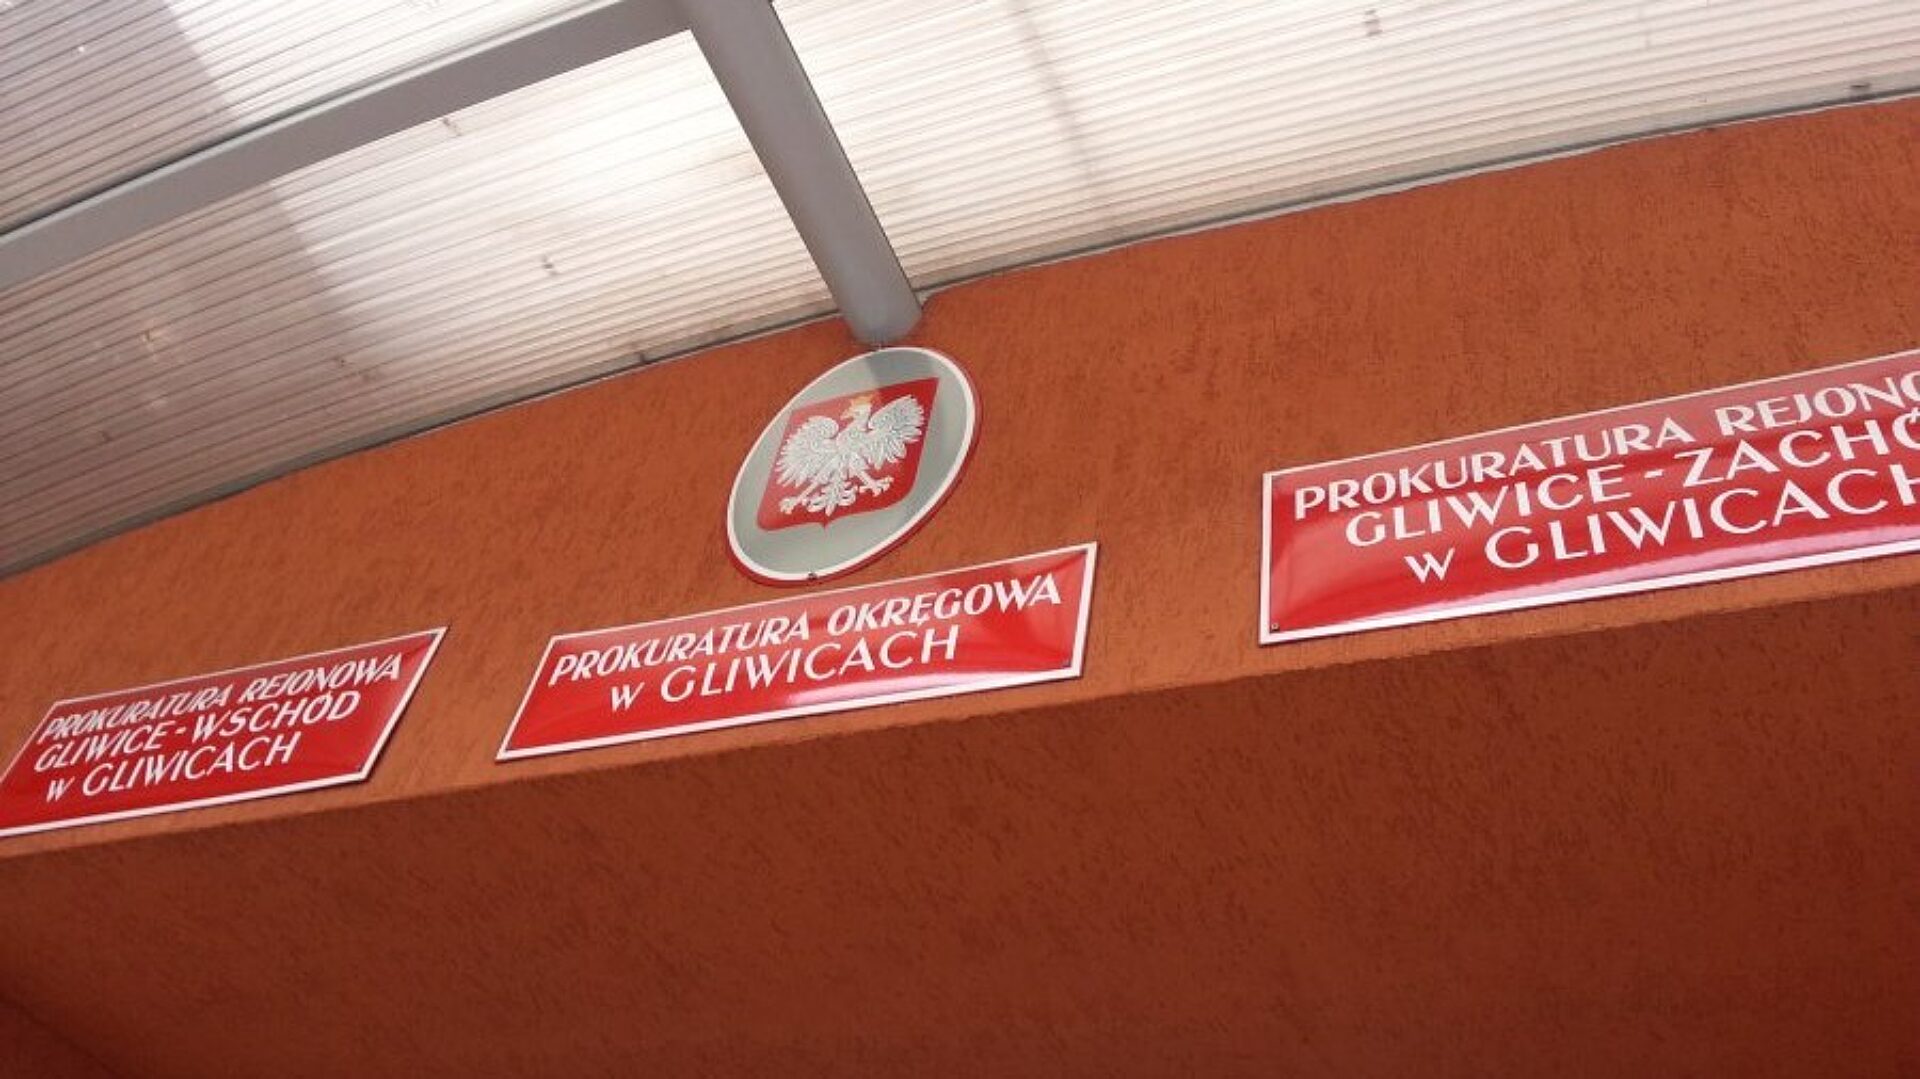 PROKURATURA REJONOWA
GLIWICE-WSCHÓD
w GLIWICACH
PROKURATURA OKRĘGOWA
w GLIWICACH
PROKURATURA REJONO
GLIWICE-ZACHÓ
w GLIWICACH